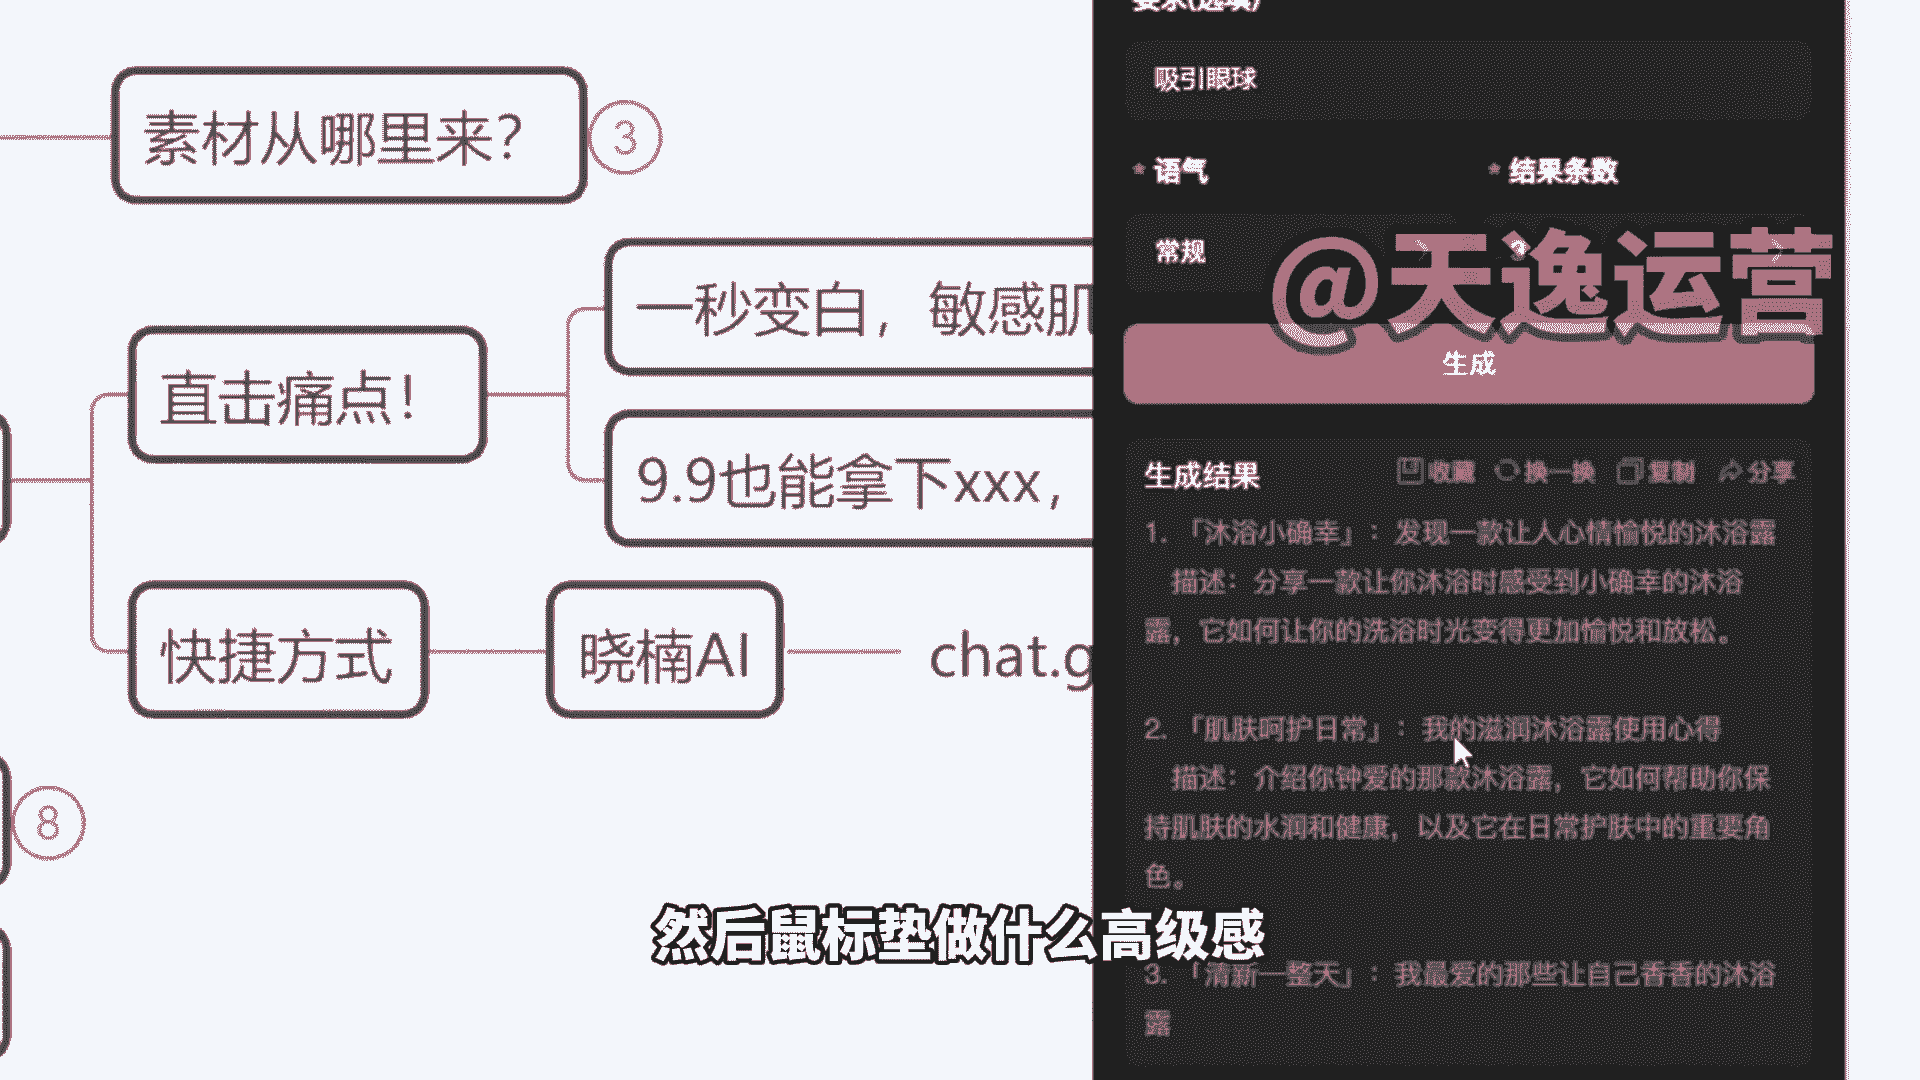 素材从哪里来？
3
直击痛点！
一秒变白，敏感肌
9.9也能拿下xxx，
快捷方式
晓楠AI
chat.g
8
要求(选项)
吸引眼球
* 语气
* 结果条数
常规
3
@天逸运营
生成
生成结果
收藏 换一换 复制 分享
1. 「沐浴小确幸」：发现一款让人心情愉悦的沐浴露
描述：分享一款让你沐浴时感受到小确幸的沐浴
露，它如何让你的洗浴时光变得更加愉悦和放松。
2. 「肌肤呵护日常」：我的滋润沐浴露使用心得
描述：介绍你钟爱的那款沐浴露，它如何帮助你保
持肌肤的水润和健康，以及它在日常护肤中的重要角
色。
3. 「清新一整天」：我最爱的那些让自己香香的沐浴
露
然后鼠标垫做什么高级感